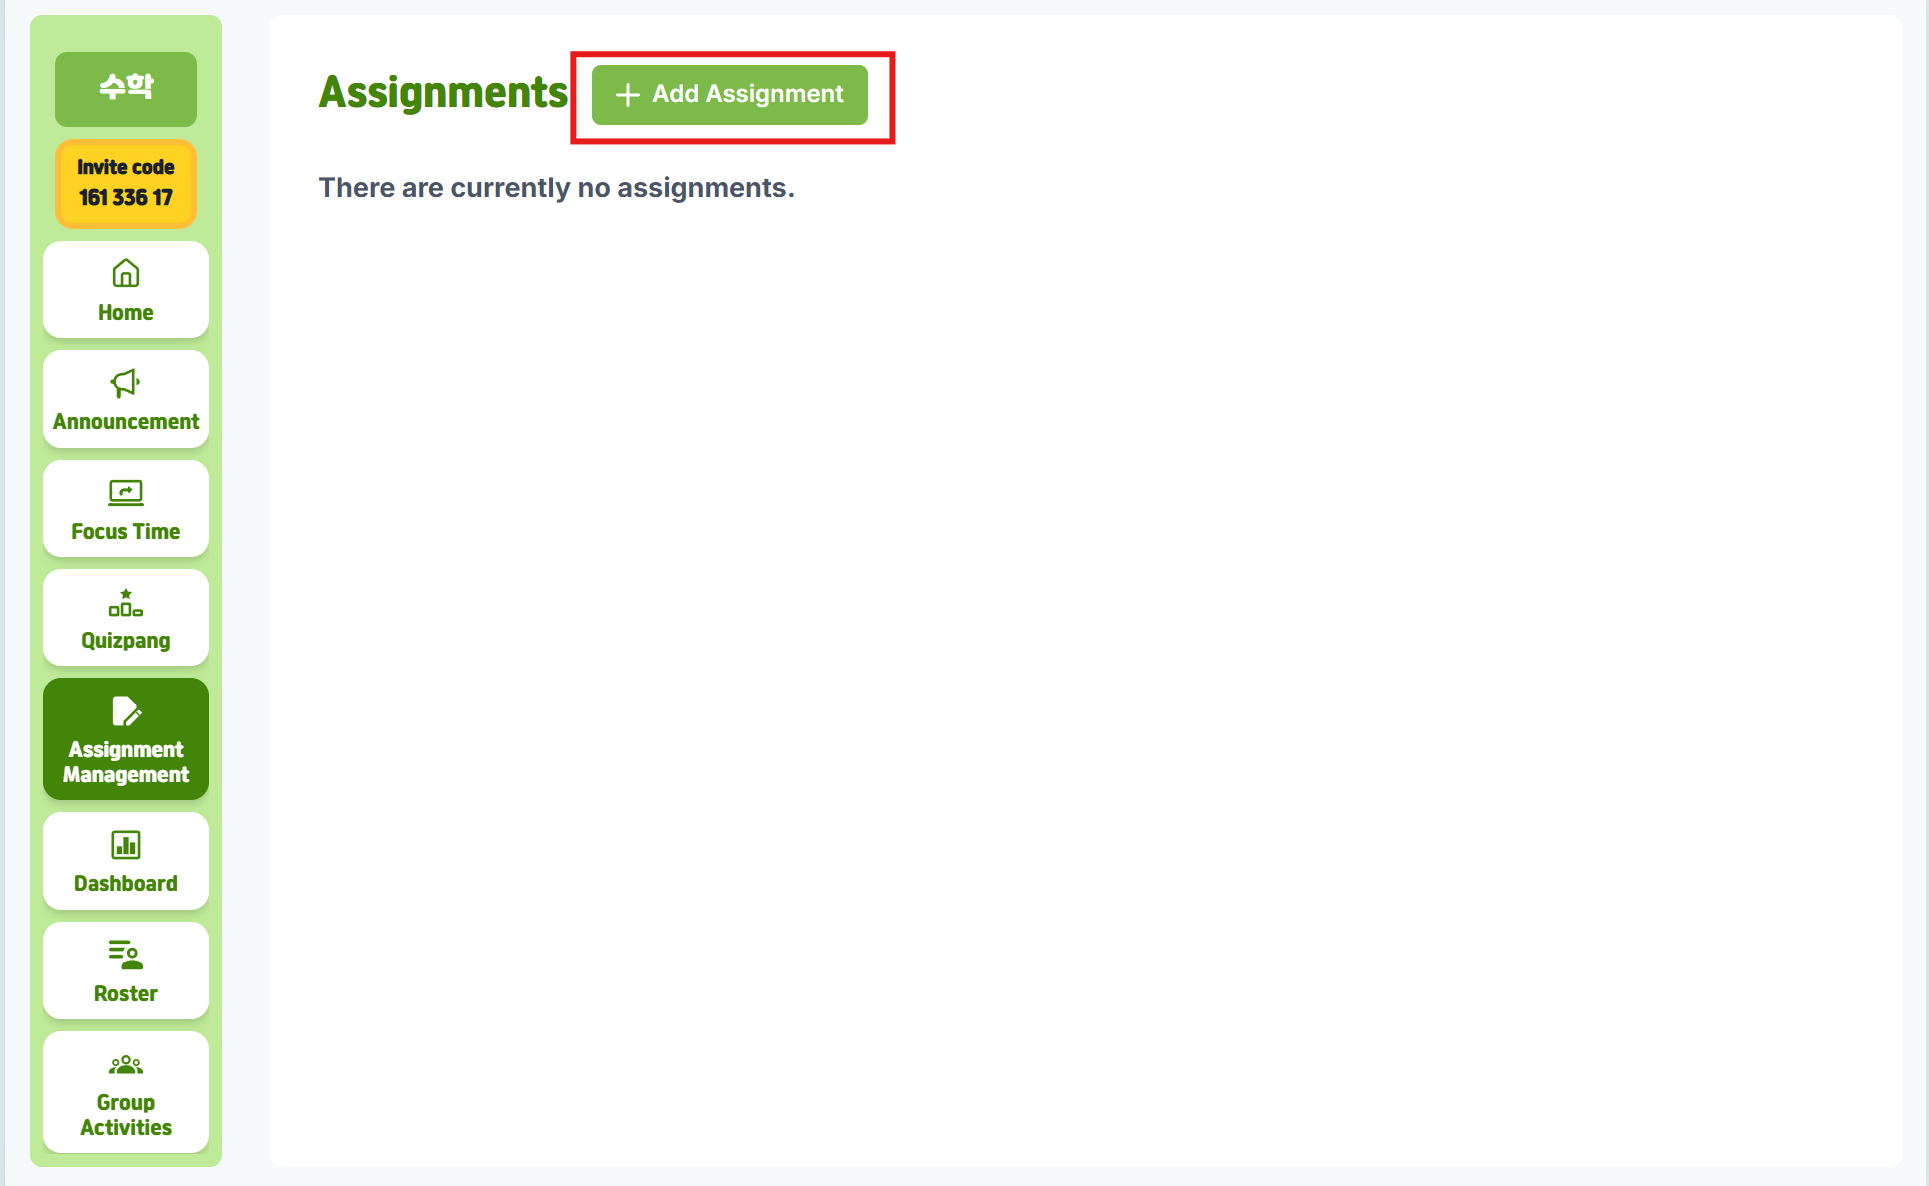 수학
Invite code
161 336 17
Home
Announcement
Focus Time
Quizpang
Assignment
Management
Dashboard
Roster
Group
Activities
Assignments
Add Assignment
There are currently no assignments.